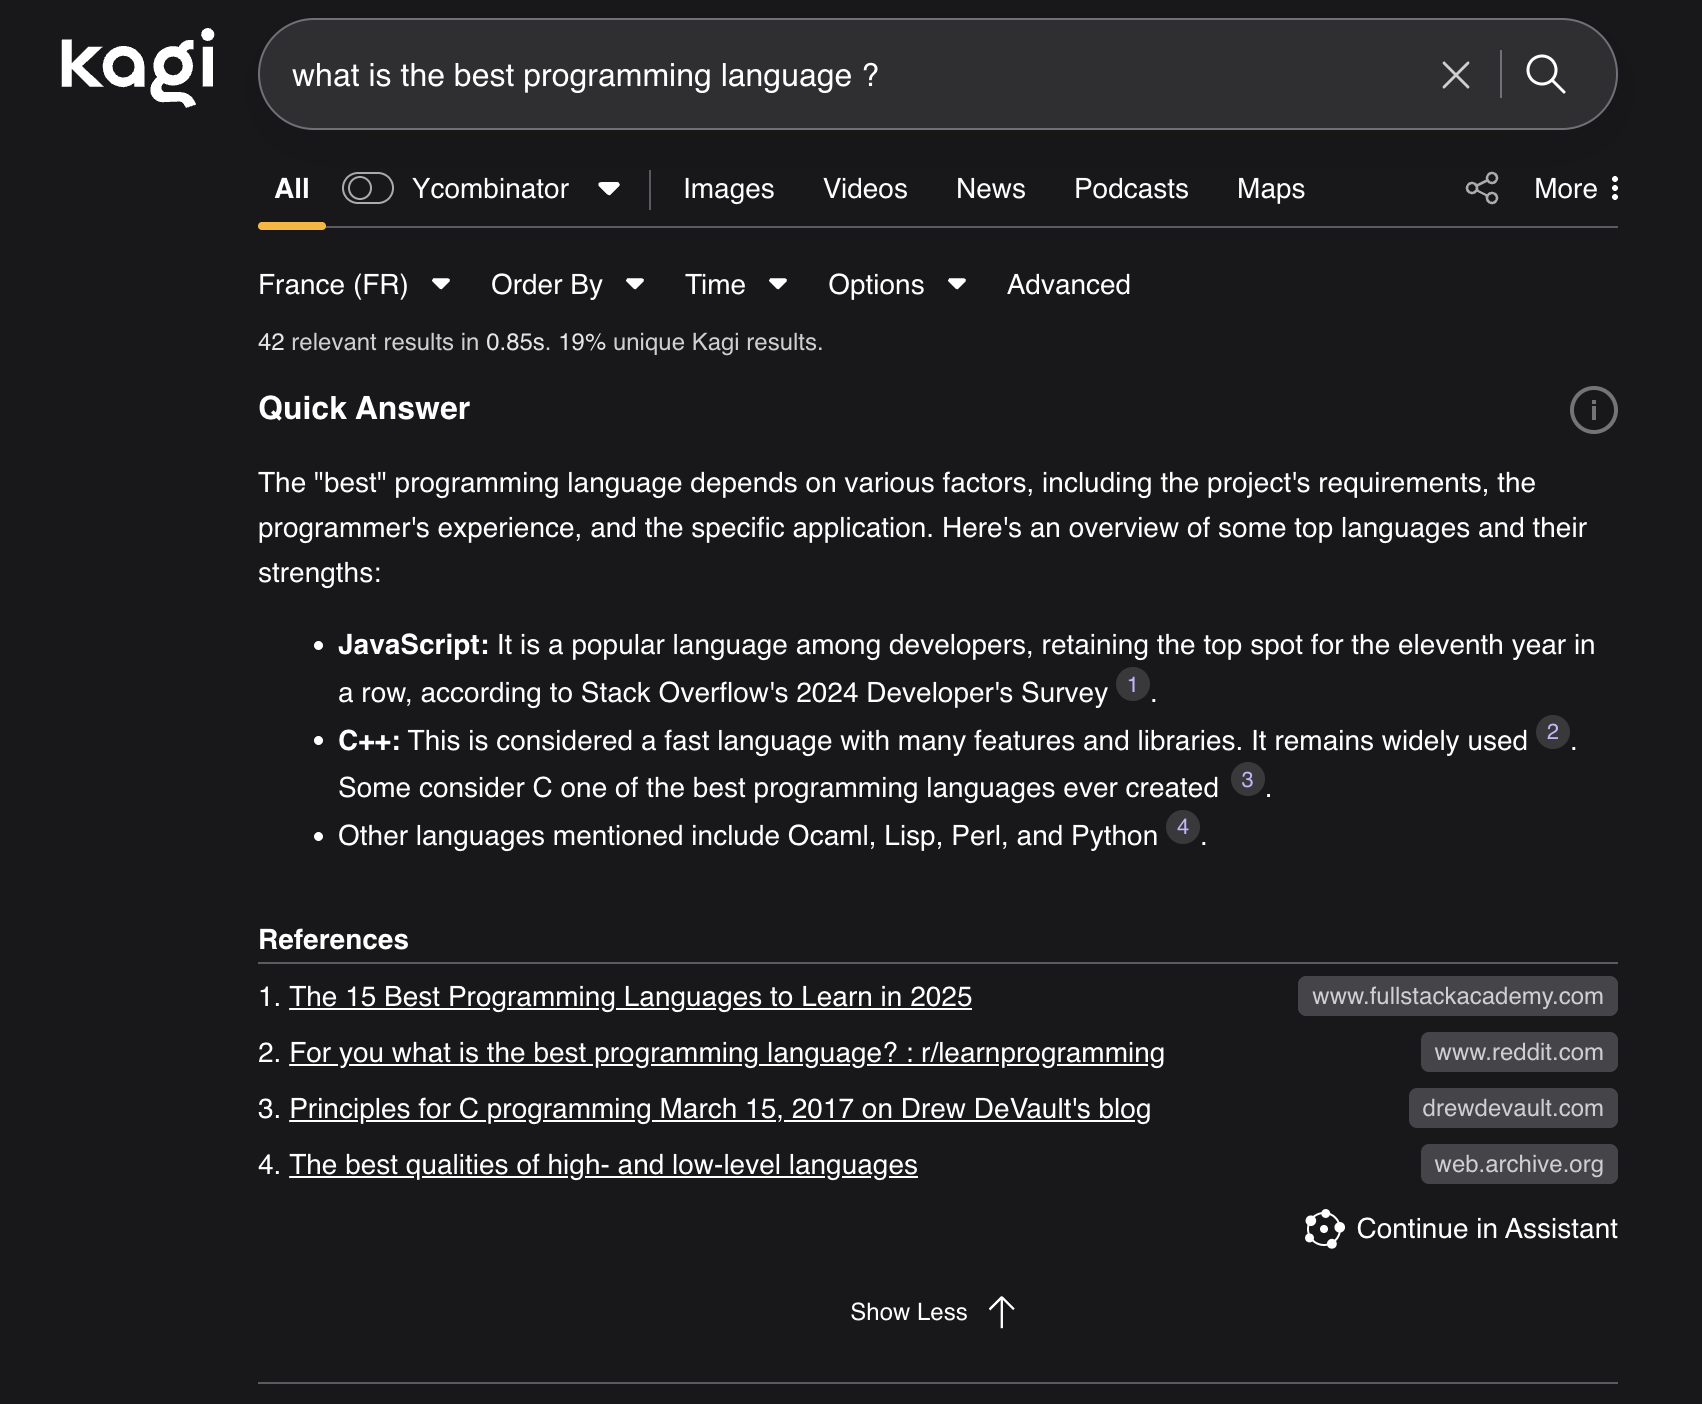 kagi
what is the best programming language ?
All Ycombinator Images Videos News Podcasts Maps More
France (FR) Order By Time Options Advanced
42 relevant results in 0.85s. 19% unique Kagi results.
Quick Answer
The "best" programming language depends on various factors, including the project's requirements, the
programmer's experience, and the specific application. Here's an overview of some top languages and their
strengths:
• JavaScript: It is a popular language among developers, retaining the top spot for the eleventh year in
a row, according to Stack Overflow's 2024 Developer's Survey 1.
• C++: This is considered a fast language with many features and libraries. It remains widely used 2.
Some consider C one of the best programming languages ever created 3.
• Other languages mentioned include Ocaml, Lisp, Perl, and Python 4.
References
1. The 15 Best Programming Languages to Learn in 2025 www.fullstackacademy.com
2. For you what is the best programming language? : r/learnprogramming www.reddit.com
3. Principles for C programming March 15, 2017 on Drew DeVault's blog drewdevault.com
4. The best qualities of high- and low-level languages web.archive.org
Continue in Assistant
Show Less